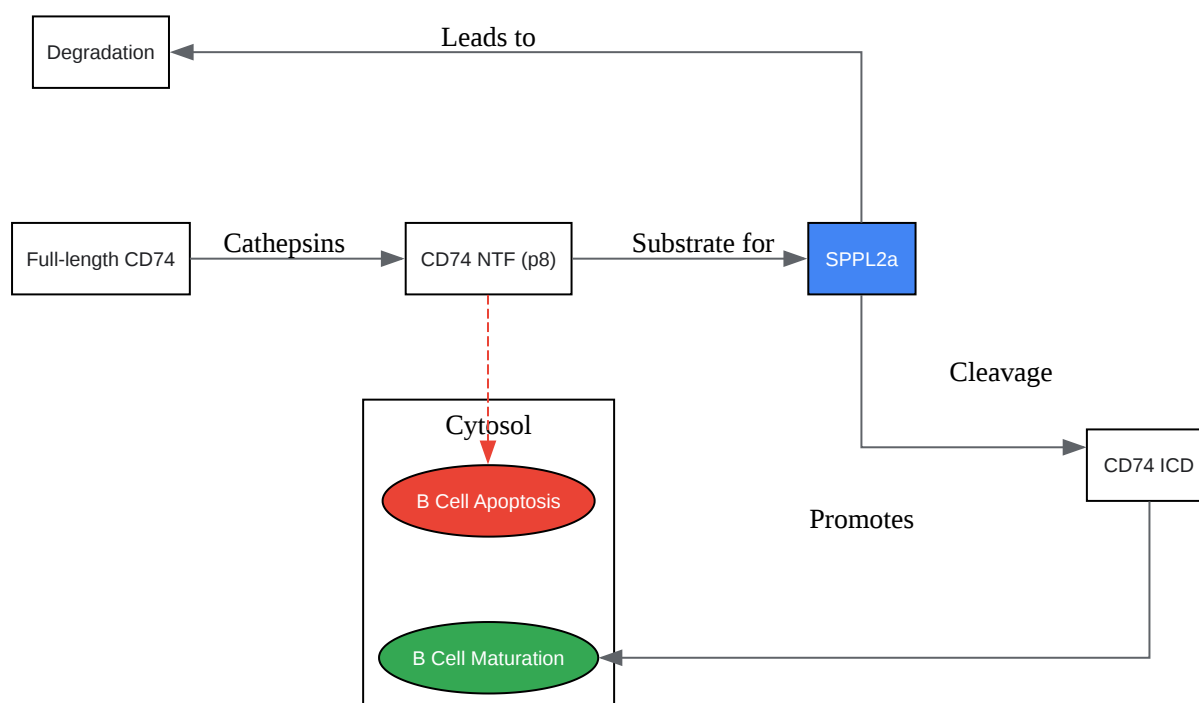 Leads to
Degradation
Full-length CD74
Cathepsins
CD74 NTF (p8)
Substrate for
SPPL2a
Cleavage
Cytosol
CD74 ICD
B Cell Apoptosis
Promotes
B Cell Maturation